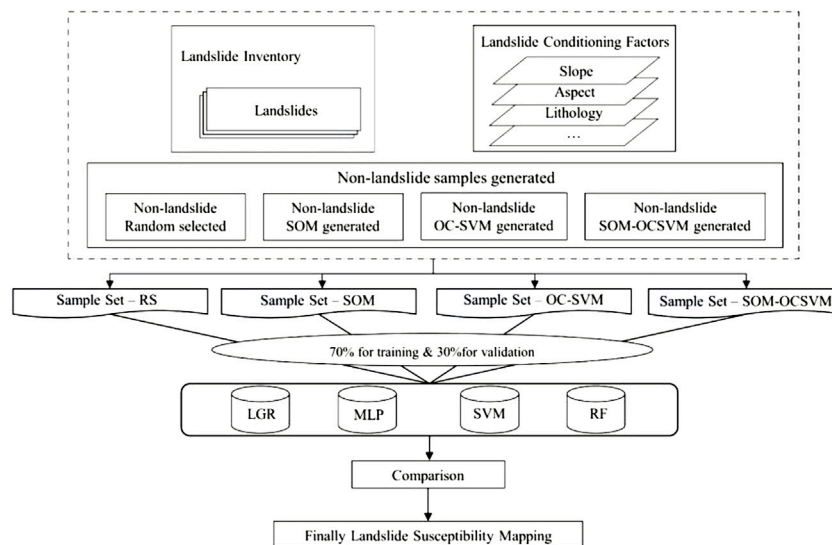 Landslide Inventory
Landslides
Landslide Conditioning Factors
Slope
Aspect
Lithology
…
Non-landslide samples generated
Non-landslide
Random selected
Non-landslide
SOM generated
Non-landslide
OC-SVM generated
Non-landslide
SOM-OCSVM generated
Sample Set – RS
Sample Set – SOM
Sample Set – OC-SVM
Sample Set – SOM-OCSVM
70% for training & 30%for validation
LGR
MLP
SVM
RF
Comparison
Finally Landslide Susceptibility Mapping